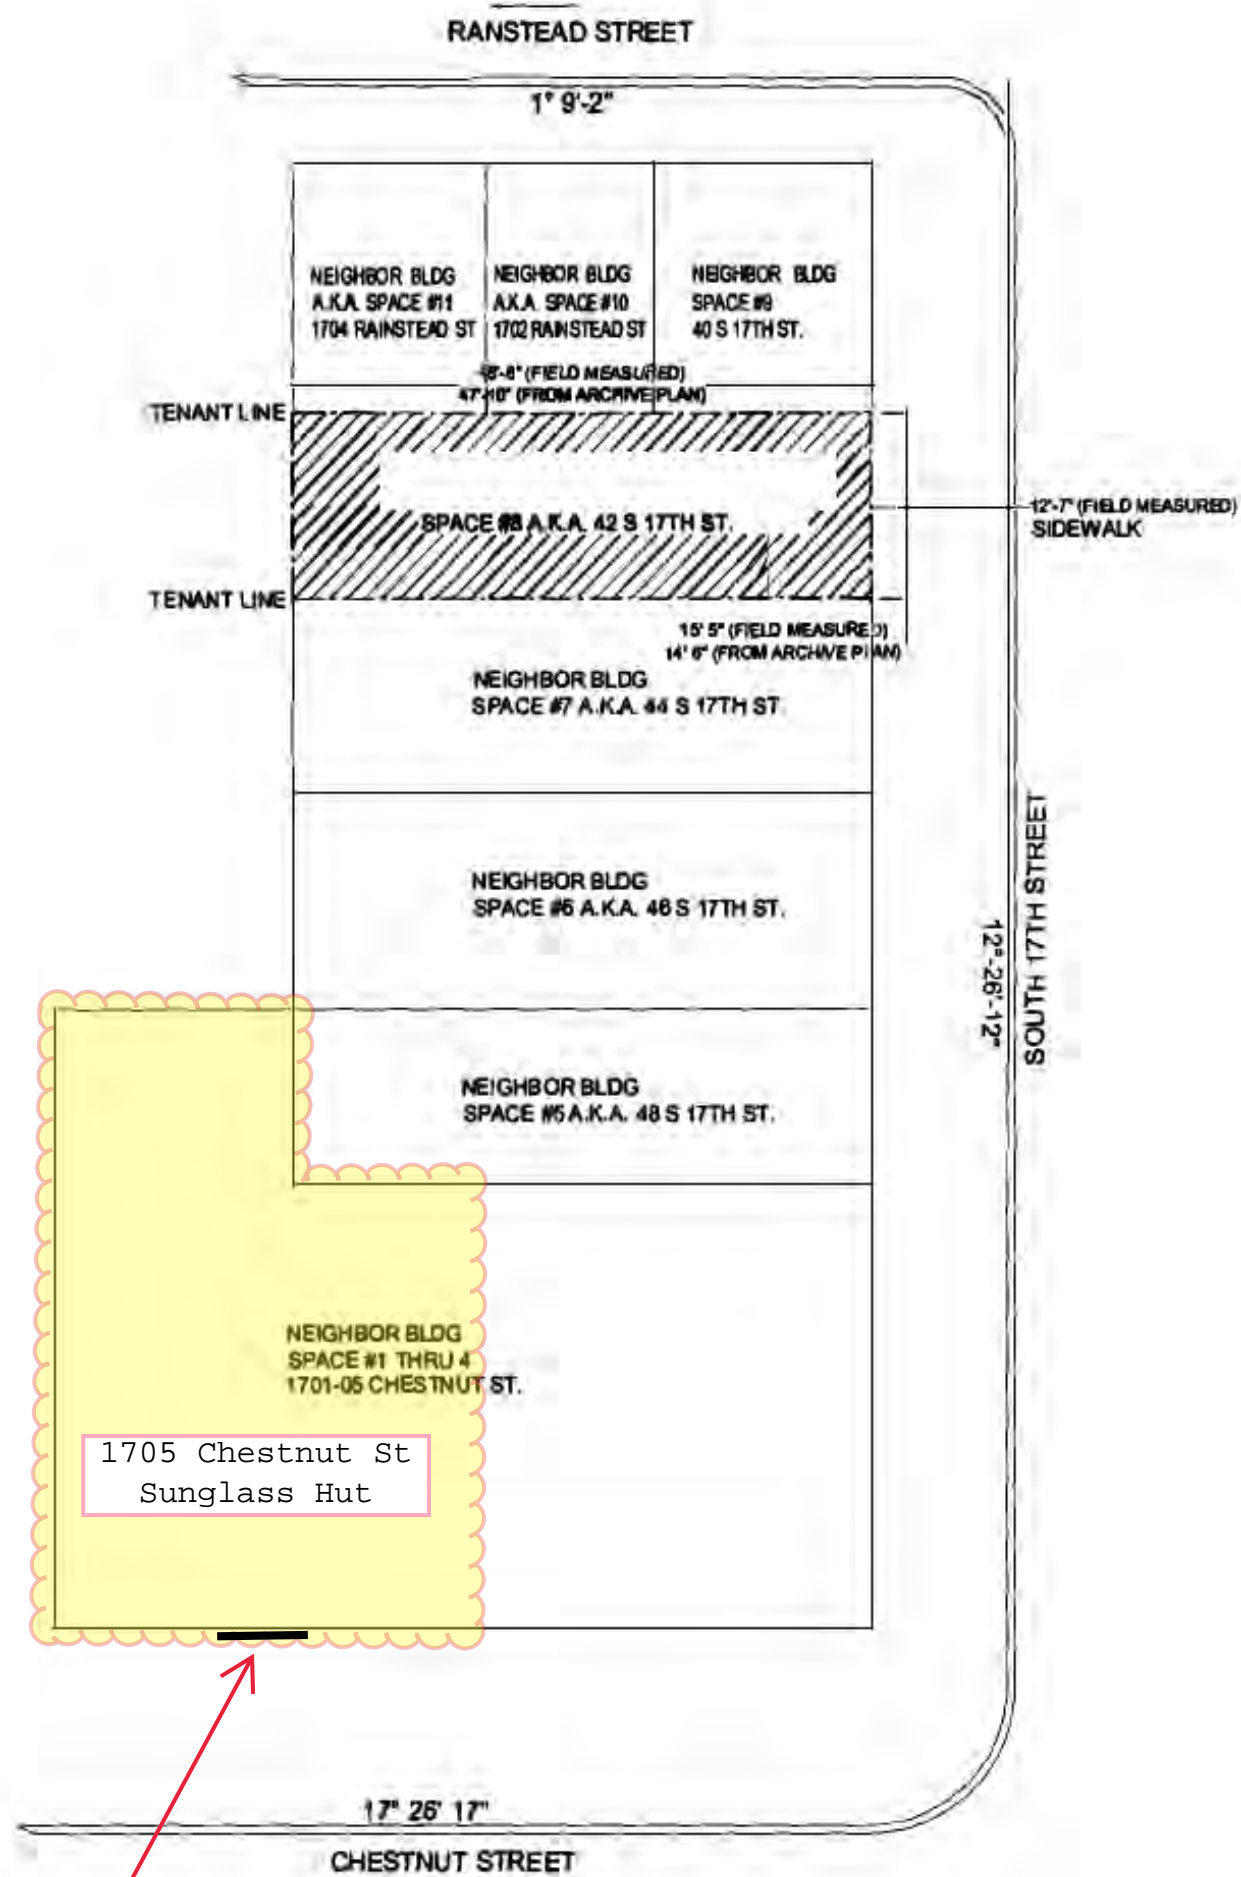 RANSTEAD STREET
1" 9'-2"
NEIGHBOR BLDG
A.K.A. SPACE #11
1704 RAINSTEAD ST
NEIGHBOR BLDG
A.K.A. SPACE #10
1702 RAINSTEAD ST
NEIGHBOR BLDG
SPACE #9
40 S 17TH ST.
(FIELD MEASURED)
47'-10" (FROM ARCHIVE PLAN)
TENANT LINE
SPACE #8 A.K.A. 42 S 17TH ST.
12'-7" (FIELD MEASURED)
SIDEWALK
TENANT LINE
15' 5" (FIELD MEASURED)
14' 6" (FROM ARCHIVE PLAN)
NEIGHBOR BLDG
SPACE #7 A.K.A. 44 S 17TH ST.
NEIGHBOR BLDG
SPACE #6 A.K.A. 46 S 17TH ST.
SOUTH 17TH STREET
12"-26'-12"
NEIGHBOR BLDG
SPACE #5 A.K.A. 48 S 17TH ST.
NEIGHBOR BLDG
SPACE #1 THRU 4
1701-05 CHESTNUT ST.
1705 Chestnut St
Sunglass Hut
17" 26' 17"
CHESTNUT STREET